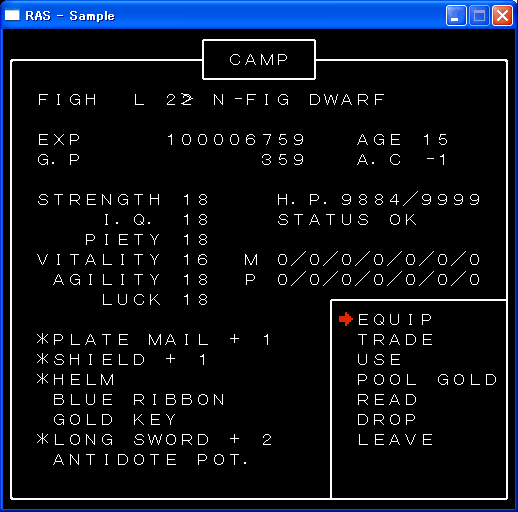 RAS - Sample
CAMP
FIGH L 22 N-FIG DWARF
EXP 100006759 AGE 15
G.P 359 A.C -1
STRENGTH 18 H.P.9884/9999
I.Q. 18 STATUS OK
PIETY 18
VITALITY 16 M 0/0/0/0/0/0/0
AGILITY 18 P 0/0/0/0/0/0/0
LUCK 18
*PLATE MAIL + 1
*SHIELD + 1
*HELM
BLUE RIBBON
GOLD KEY
*LONG SWORD + 2
ANTIDOTE POT.
EQUIP
TRADE
USE
POOL GOLD
READ
DROP
LEAVE